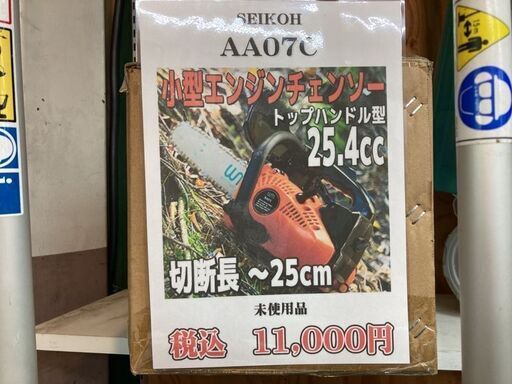 SEIKOH
AA07C
小型エンジンチェンソー
トップハンドル型
25.4cc
切断長 ～25cm
未使用品
税込 11,000円